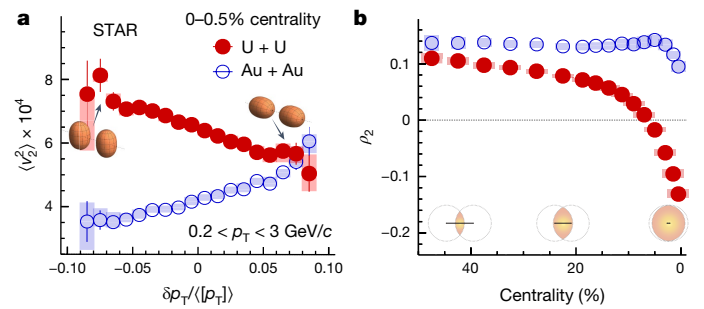 a
STAR
0–0.5% centrality
U + U
Au + Au
⟨v₂²⟩ × 10⁴
8
6
4
0.2 < p_T < 3 GeV/c
−0.10
−0.05
0
0.05
0.10
δp_T/⟨[p_T]⟩
b
ρ₂
0.1
0
−0.1
−0.2
40
20
0
Centrality (%)